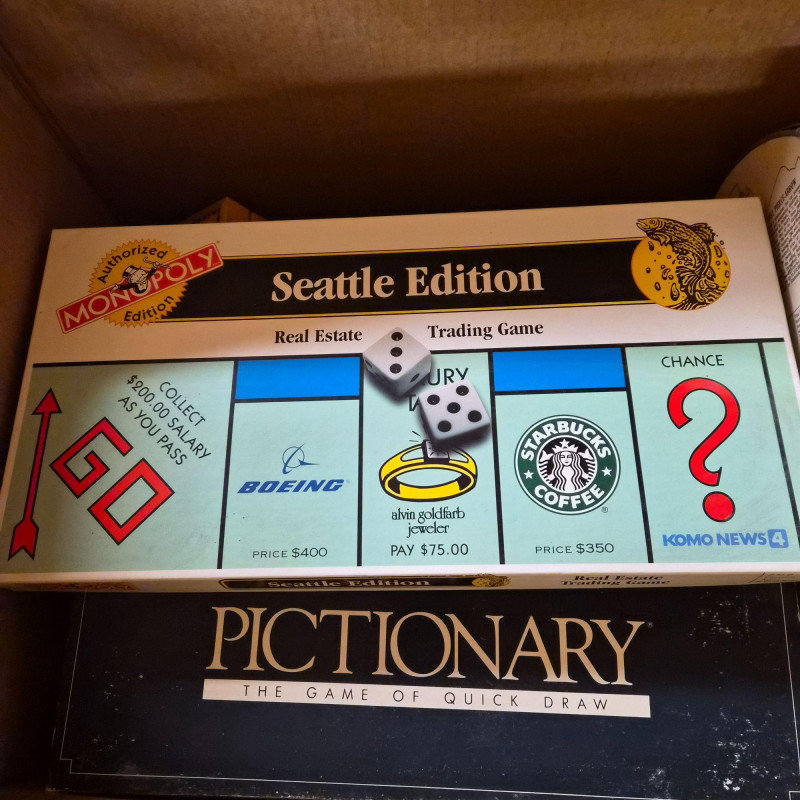 Authorized
MONOPOLY
Edition
Seattle Edition
Real Estate Trading Game
COLLECT
$200.00 SALARY
AS YOU PASS
GO
BOEING
PRICE $400
URY
alvin goldfarb
jeweler
PAY $75.00
STARBUCKS
COFFEE
®
PRICE $350
CHANCE
?
KOMO NEWS 4
Seattle Edition
Real Estate
Trading Game
PICTIONARY®
THE GAME OF QUICK DRAW